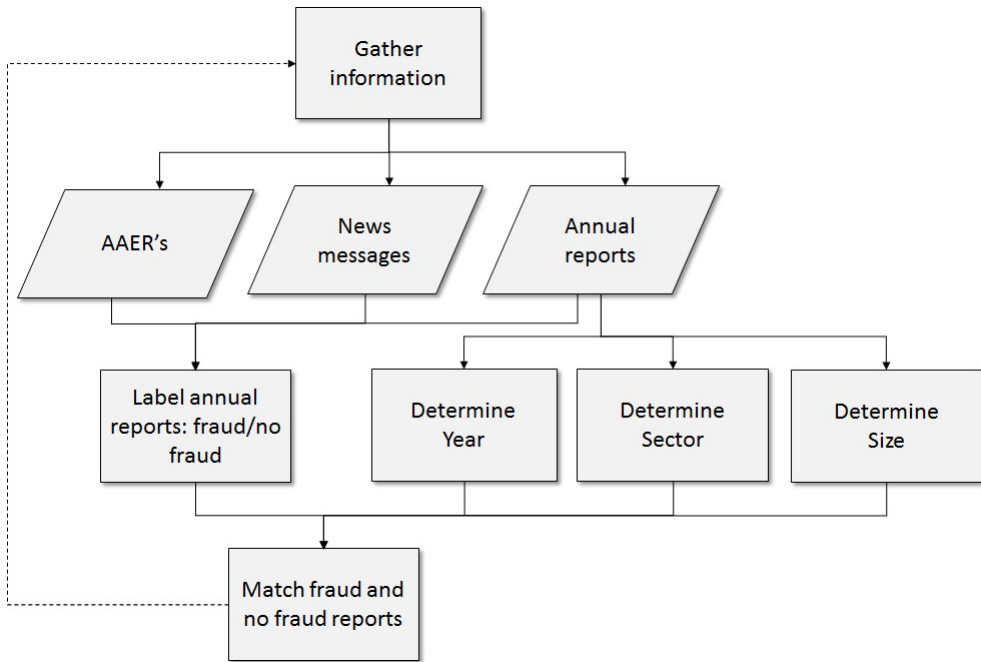 Gather
information
AAER’s
News
messages
Annual
reports
Label annual
reports: fraud/no
fraud
Determine
Year
Determine
Sector
Determine
Size
Match fraud and
no fraud reports